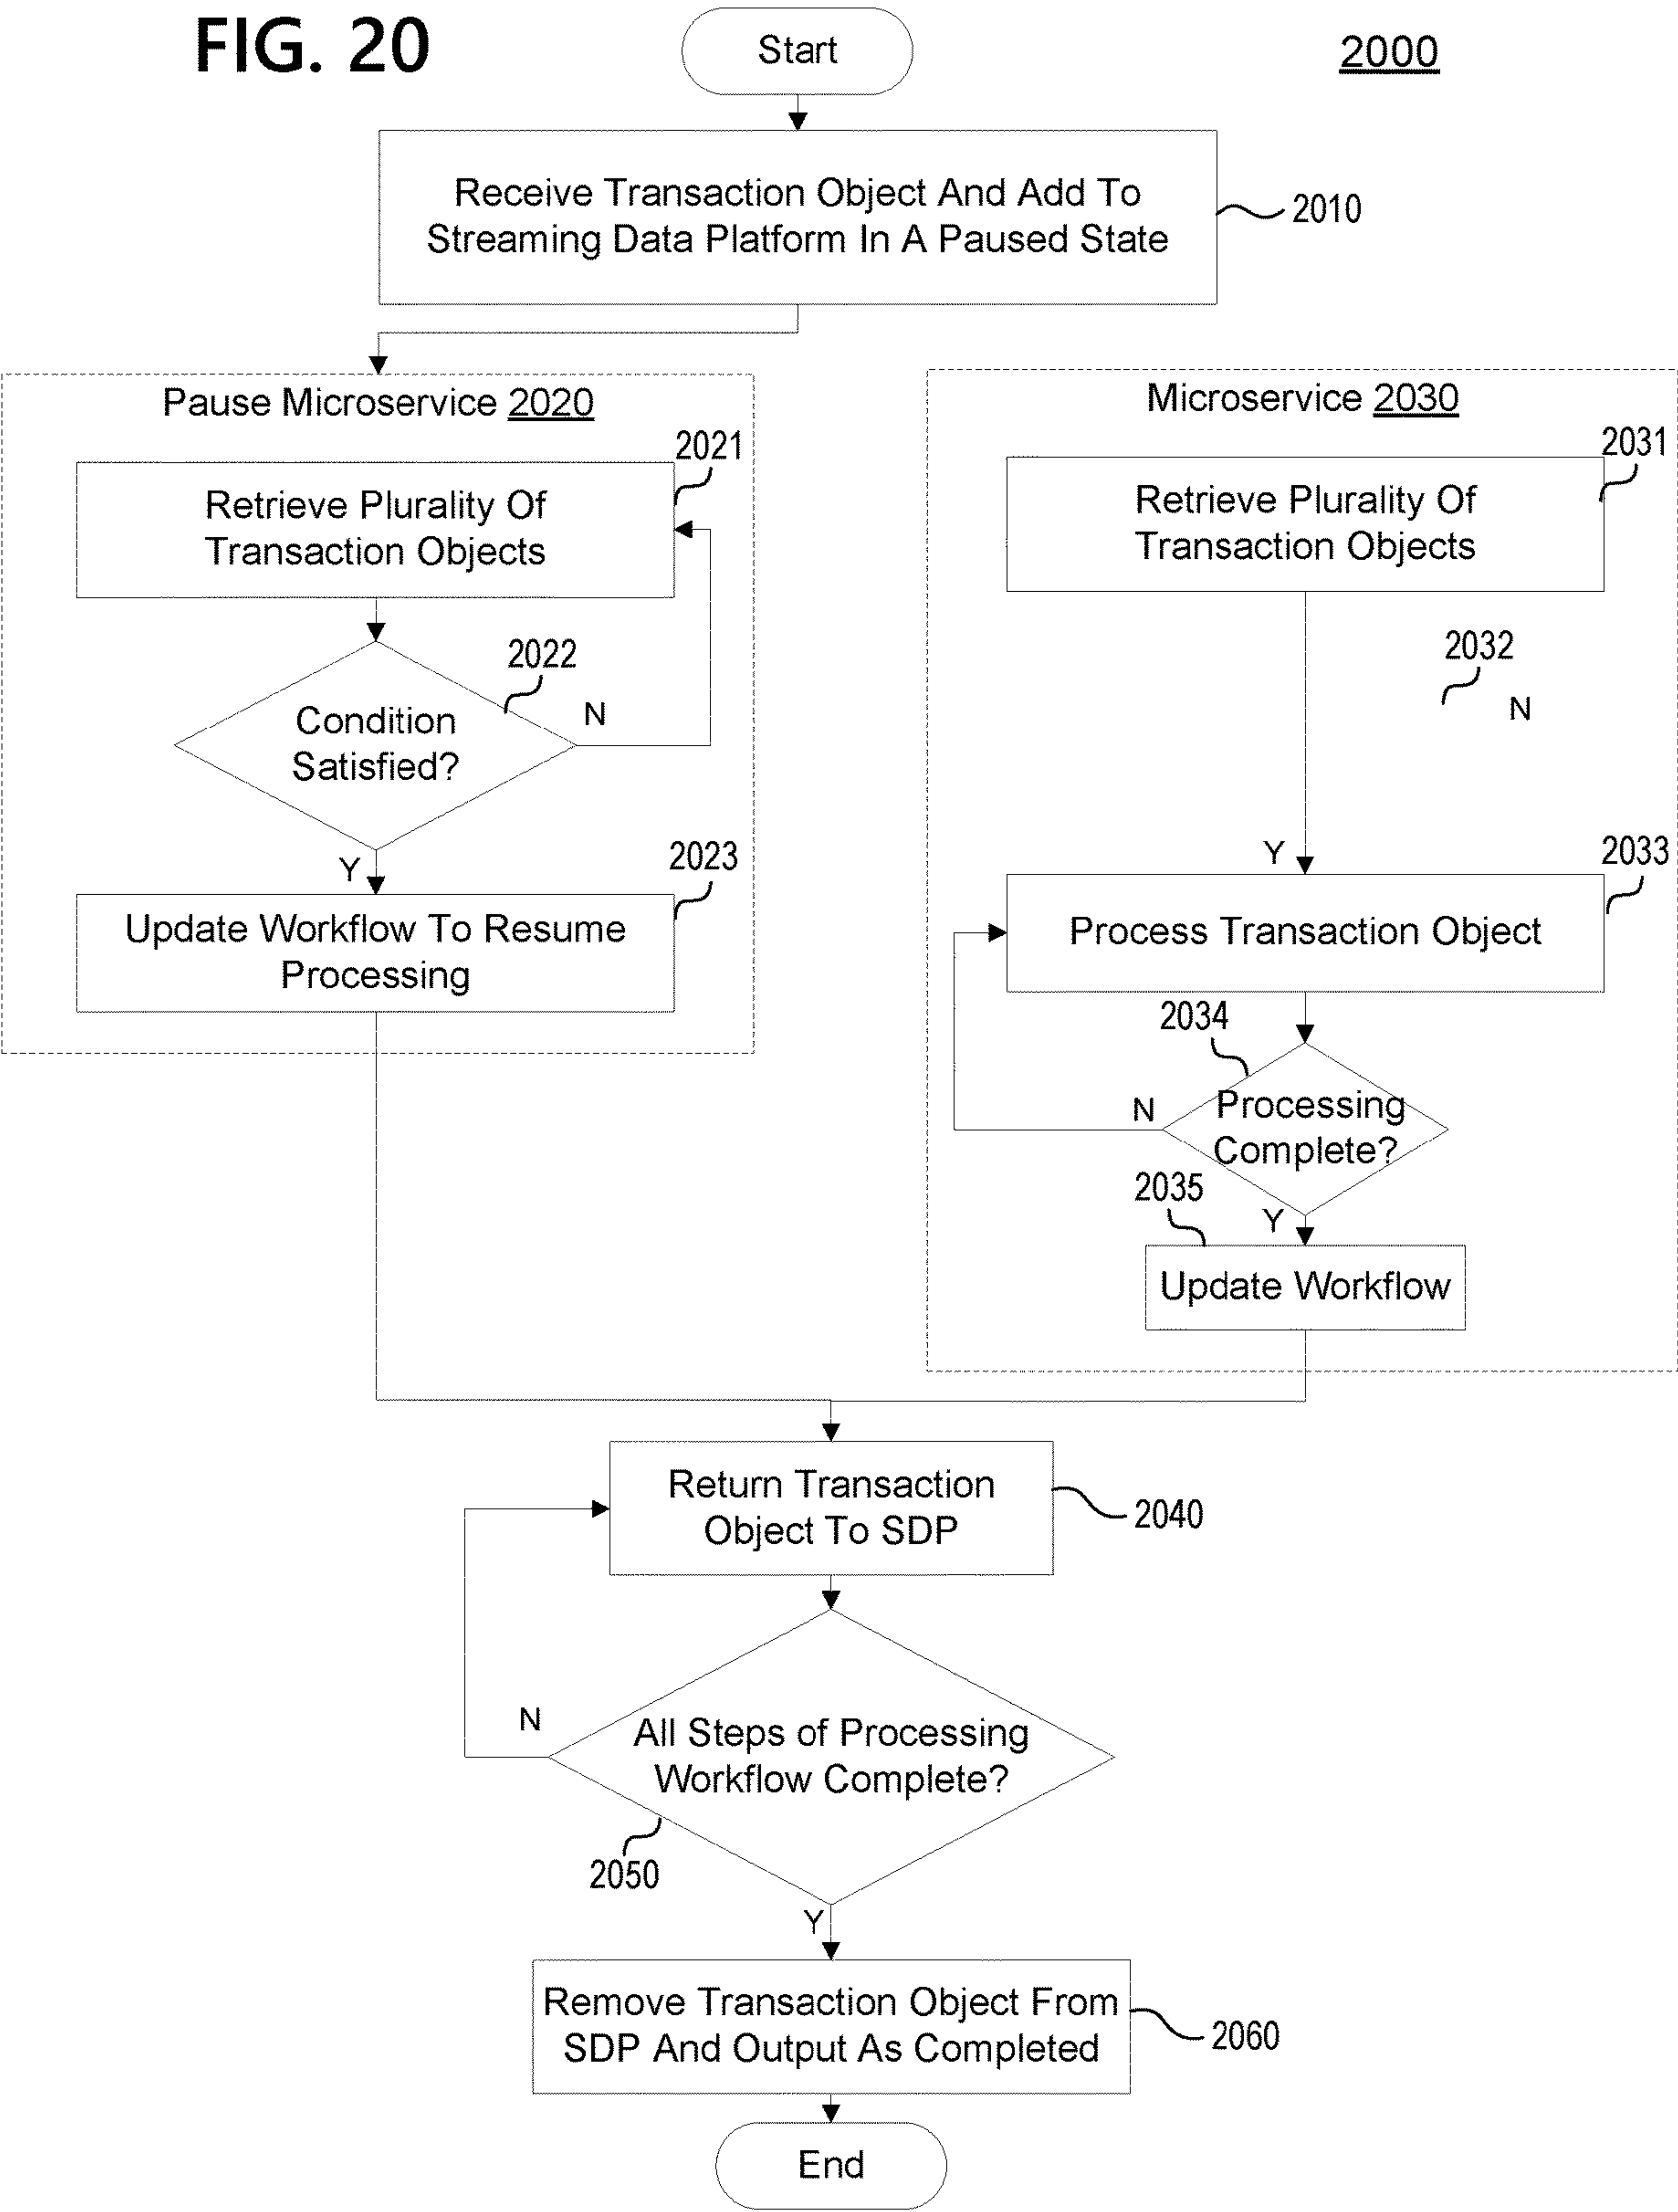 FIG. 20
Start
2000
Receive Transaction Object And Add To
Streaming Data Platform In A Paused State
2010
Pause Microservice 2020
2021
Retrieve Plurality Of
Transaction Objects
2022
Condition
Satisfied?
N
Y
2023
Update Workflow To Resume
Processing
Microservice 2030
2031
Retrieve Plurality Of
Transaction Objects
2032
N
Y
2033
Process Transaction Object
2034
N
Processing
Complete?
2035
Y
Update Workflow
Return Transaction
Object To SDP
2040
N
All Steps of Processing
Workflow Complete?
2050
Y
Remove Transaction Object From
SDP And Output As Completed
2060
End